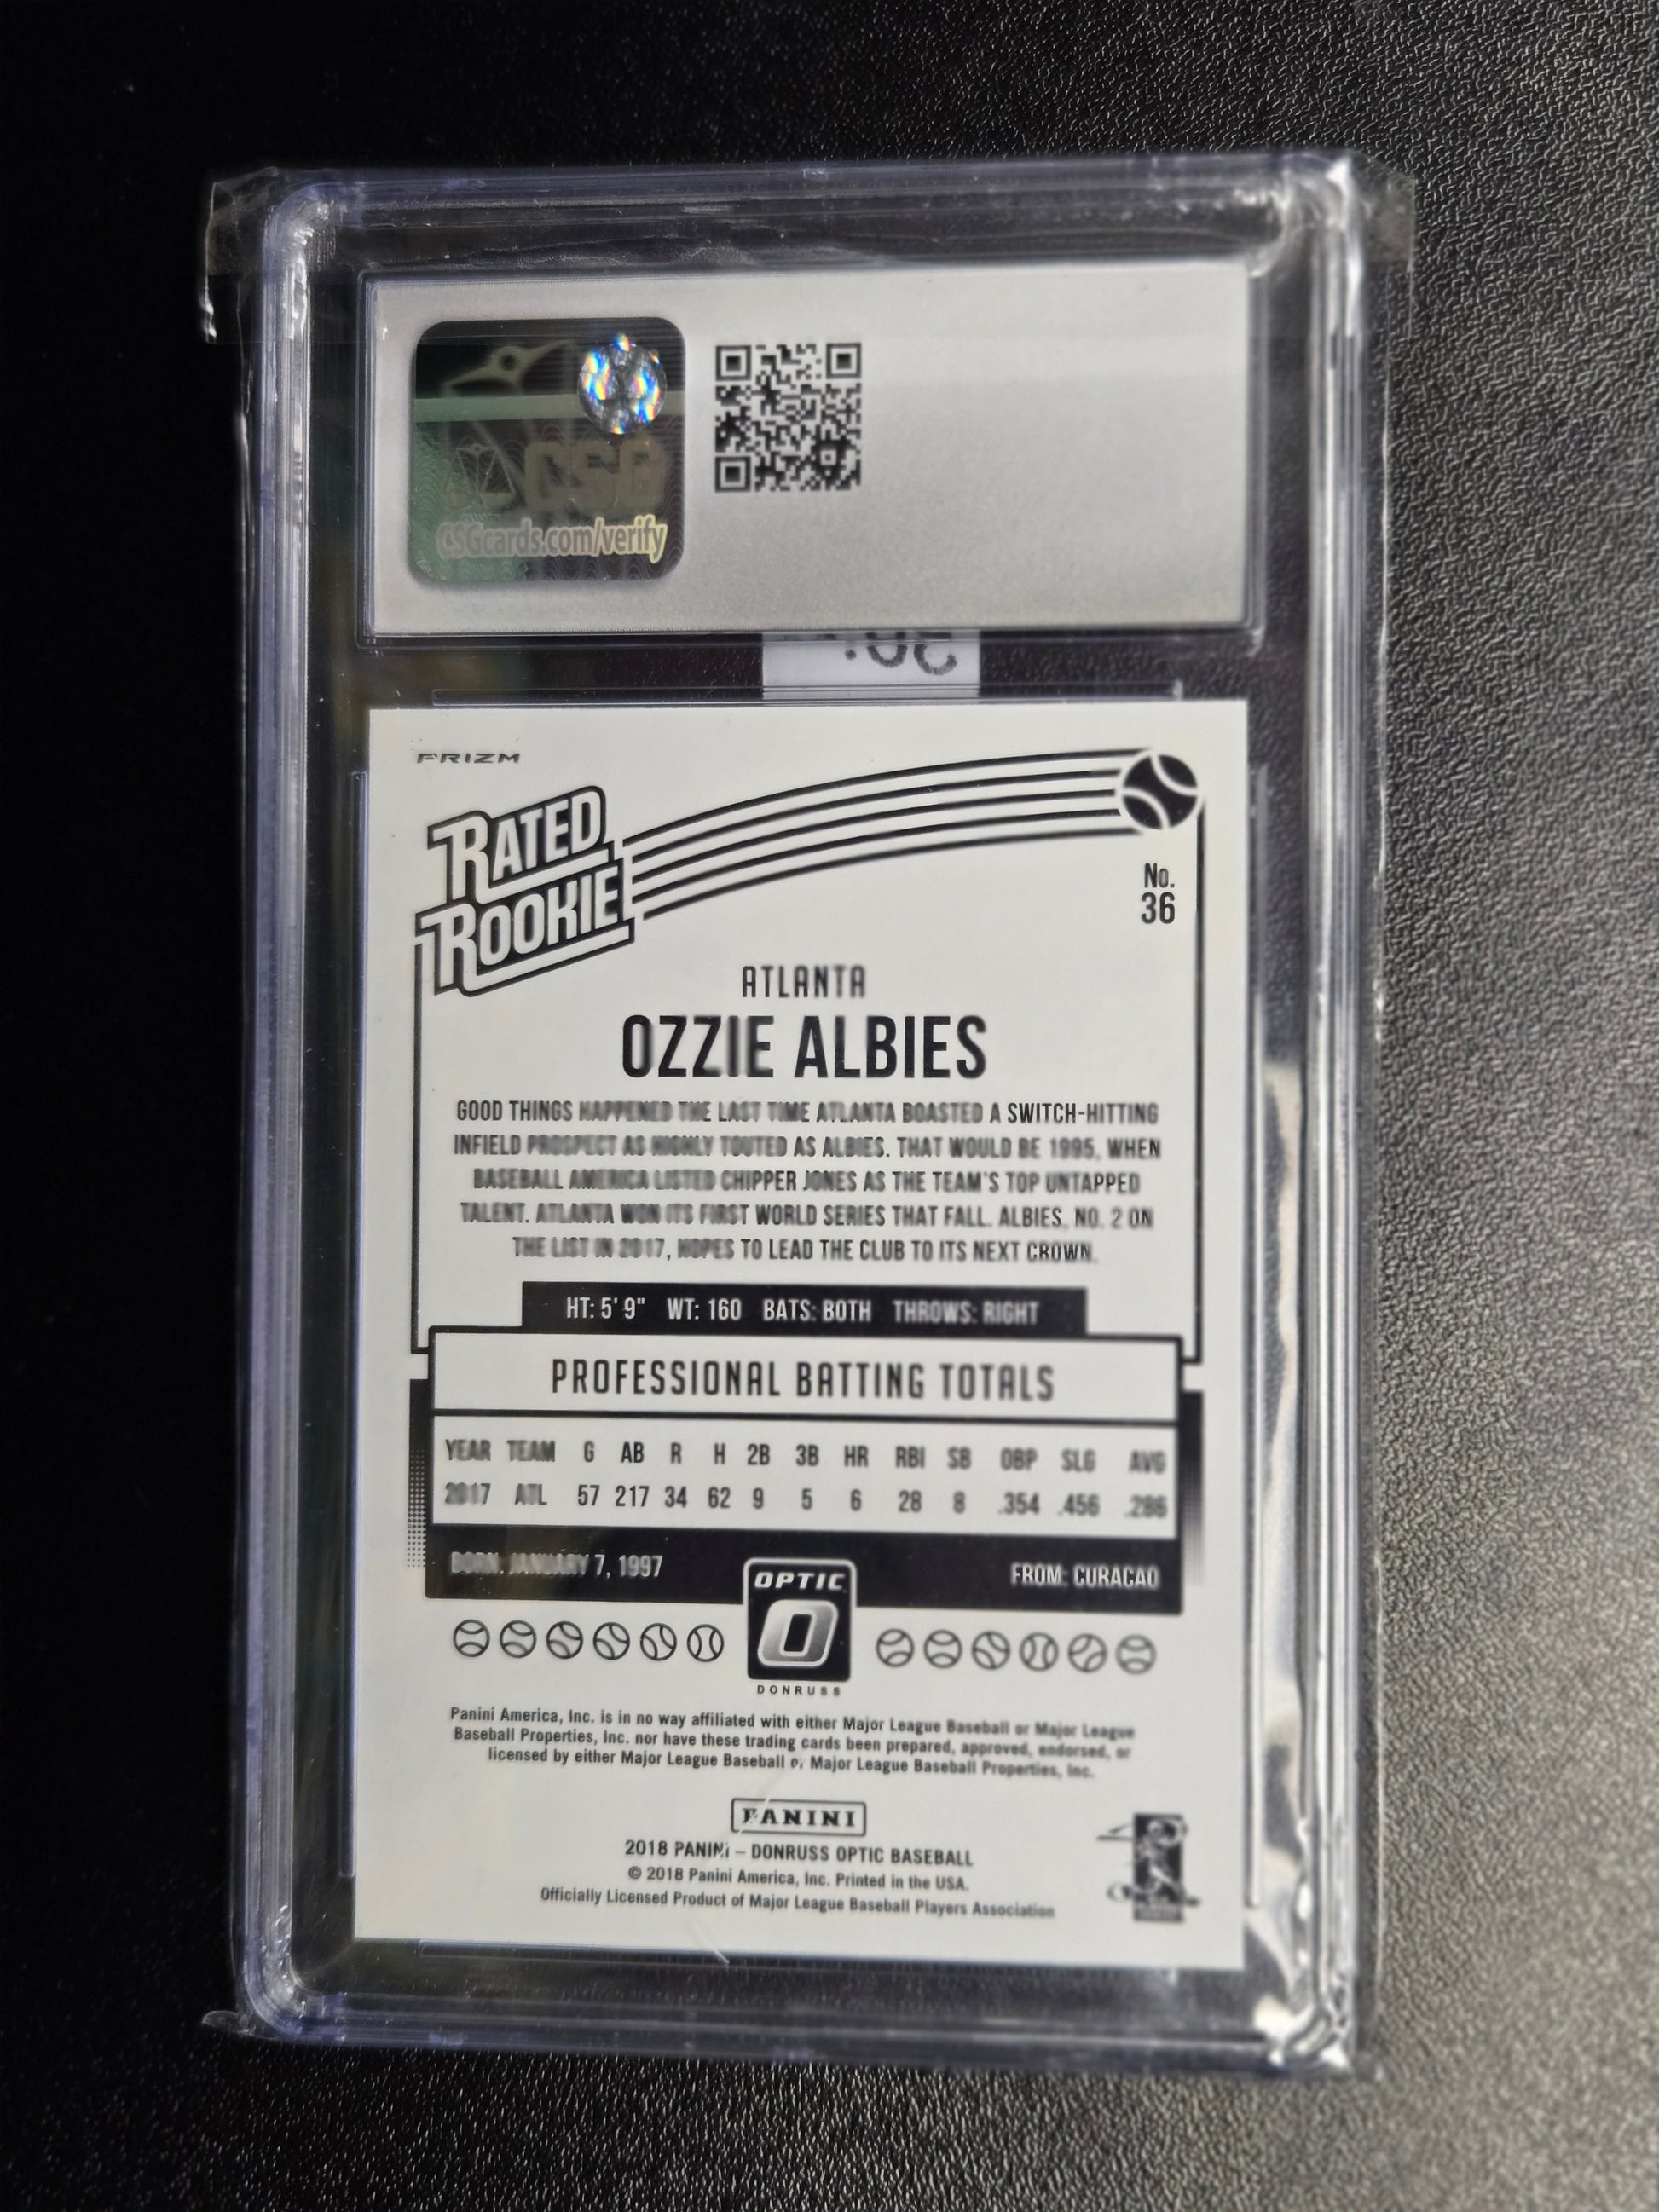 CSG
CSGcards.com/verify
PRIZM
RATED
ROOKIE
No.
36
ATLANTA
OZZIE ALBIES
GOOD THINGS HAPPENED THE LAST TIME ATLANTA BOASTED A SWITCH-HITTING
INFIELD PROSPECT AS HIGHLY TOUTED AS ALBIES. THAT WOULD BE 1995, WHEN
BASEBALL AMERICA LISTED CHIPPER JONES AS THE TEAM'S TOP UNTAPPED
TALENT. ATLANTA WON ITS FIRST WORLD SERIES THAT FALL. ALBIES, NO. 2 ON
THE LIST IN 2017, HOPES TO LEAD THE CLUB TO ITS NEXT CROWN.
HT: 5' 9" WT: 160 BATS: BOTH THROWS: RIGHT
PROFESSIONAL BATTING TOTALS
YEAR TEAM G AB R H 2B 3B HR RBI SB OBP SLG AVG
2017 ATL 57 217 34 62 9 5 6 28 8 .354 .456 .286
BORN: JANUARY 7, 1997 FROM: CURACAO
OPTIC
O
DONRUSS
Panini America, Inc. is in no way affiliated with either Major League Baseball or Major League
Baseball Properties, Inc. nor have these trading cards been prepared, approved, endorsed, or
licensed by either Major League Baseball or Major League Baseball Properties, Inc.
PANINI
2018 PANINI – DONRUSS OPTIC BASEBALL
© 2018 Panini America, Inc. Printed in the USA.
Officially Licensed Product of Major League Baseball Players Association